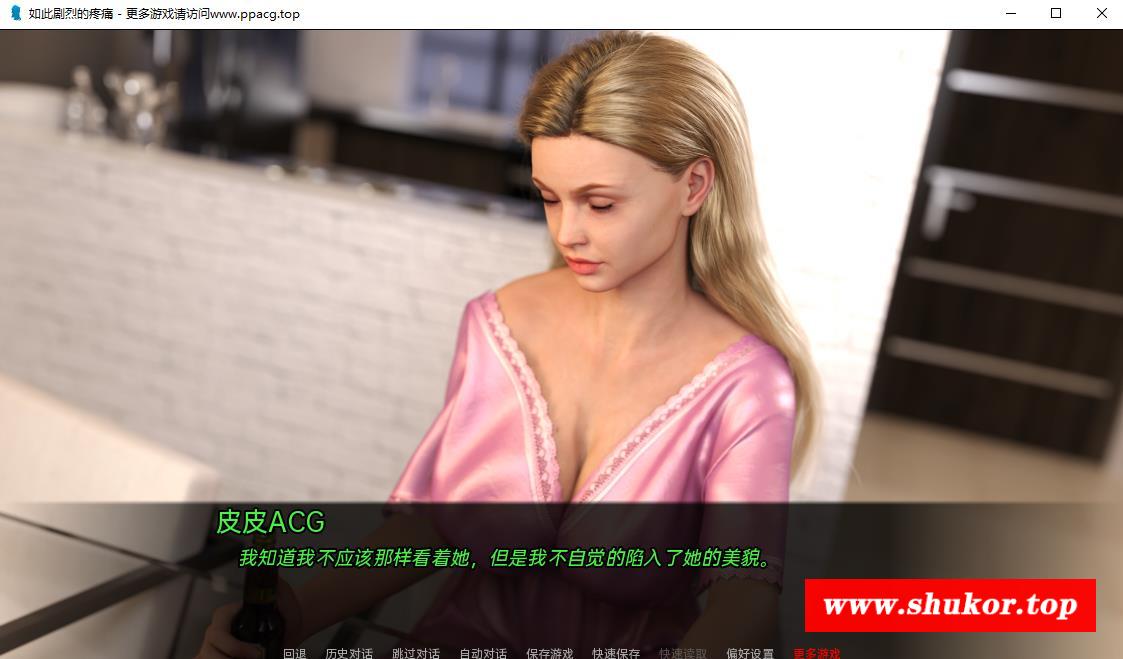 如此剧烈的疼痛 - 更多游戏请访问www.ppacg.top
皮皮ACG
我知道我不应该那样看着她，但是我不自觉的陷入了她的美貌。
www.shukor.top
回退 历史对话 跳过对话 自动对话 保存游戏 快速保存 快速读取 偏好设置 更多游戏